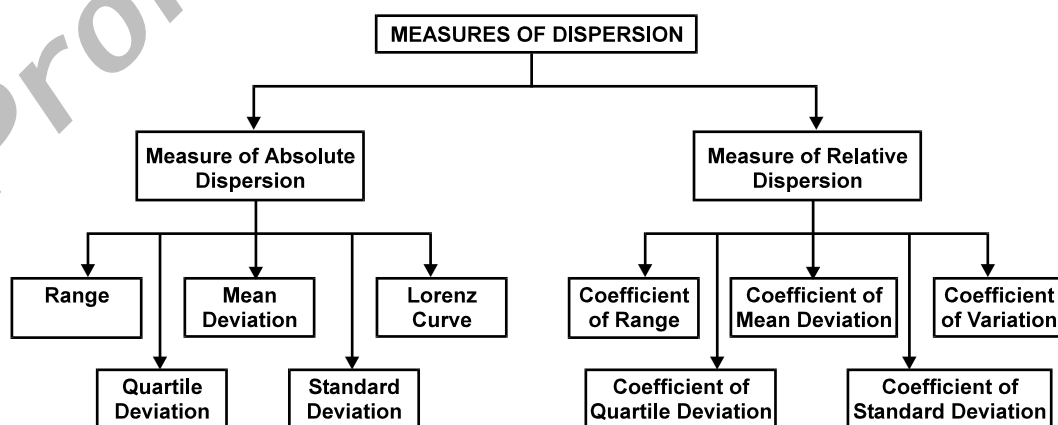 MEASURES OF DISPERSION
Measure of Absolute
Dispersion
Measure of Relative
Dispersion
Range
Mean
Deviation
Lorenz
Curve
Coefficient
of Range
Coefficient of
Mean Deviation
Coefficient
of Variation
Quartile
Deviation
Standard
Deviation
Coefficient of
Quartile Deviation
Coefficient of
Standard Deviation